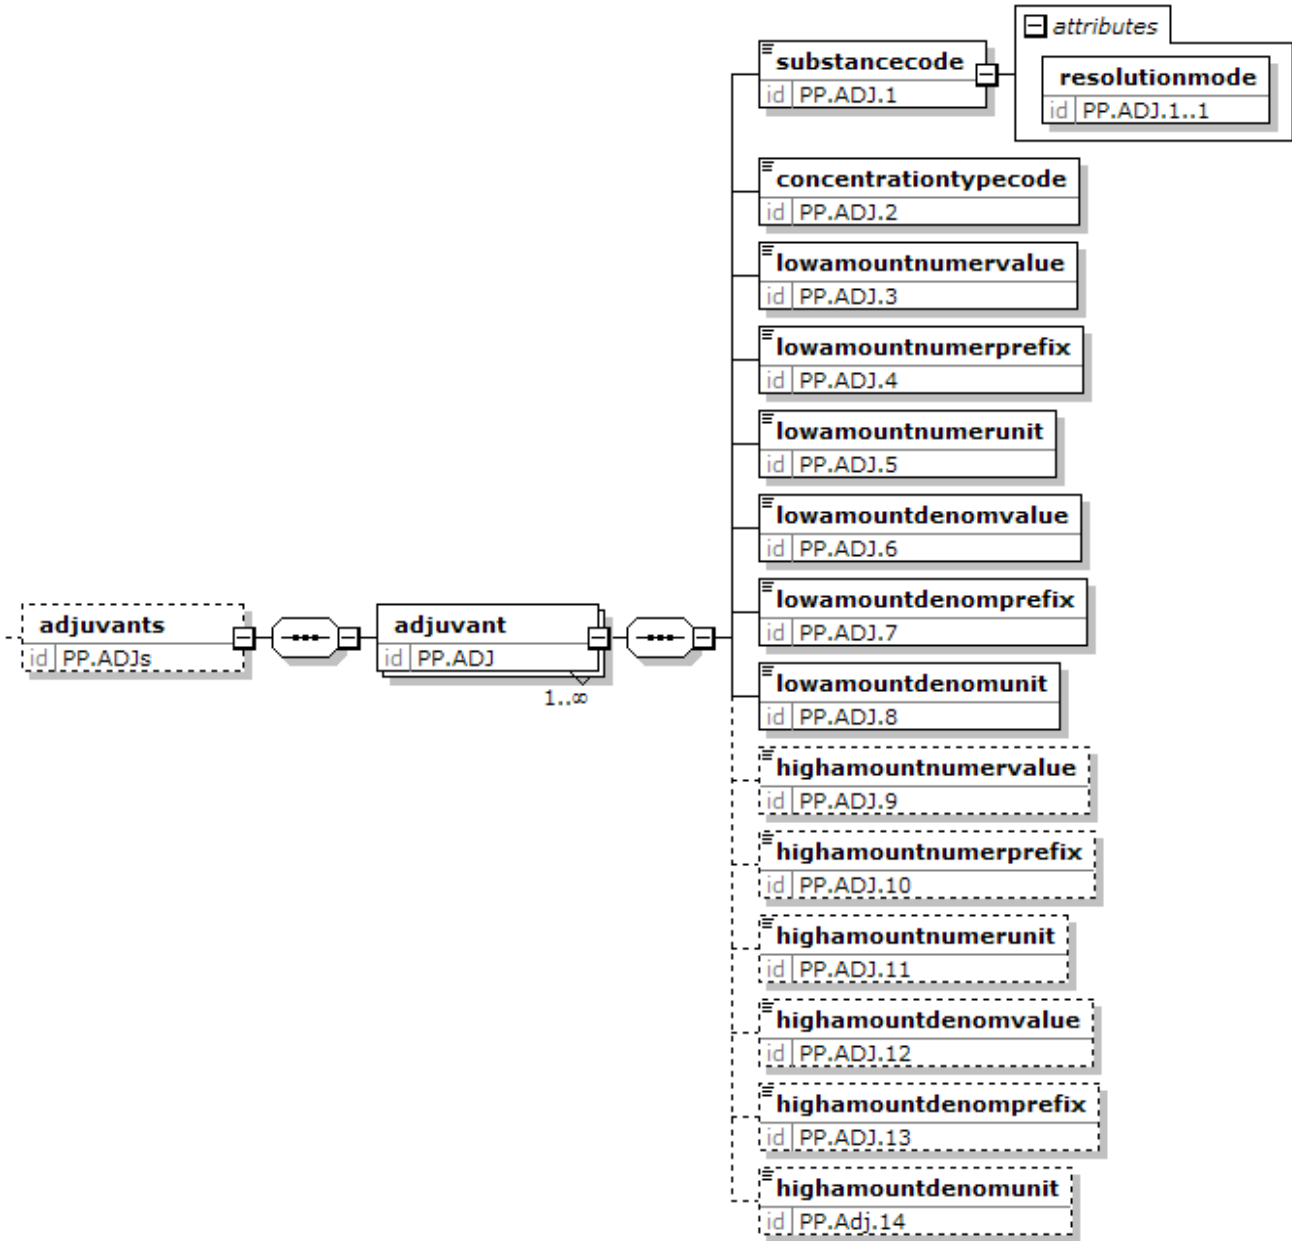 attributes
substancecode
id PP.ADJ.1
resolutionmode
id PP.ADJ.1..1
concentrationtypecode
id PP.ADJ.2
lowamountnumervalue
id PP.ADJ.3
lowamountnumerprefix
id PP.ADJ.4
lowamountnumerunit
id PP.ADJ.5
lowamountdenomvalue
id PP.ADJ.6
adjuvants
id PP.ADJs
adjuvant
id PP.ADJ
1..∞
lowamountdenomprefix
id PP.ADJ.7
lowamountdenomunit
id PP.ADJ.8
highamountnumervalue
id PP.ADJ.9
highamountnumerprefix
id PP.ADJ.10
highamountnumerunit
id PP.ADJ.11
highamountdenomvalue
id PP.ADJ.12
highamountdenomprefix
id PP.ADJ.13
highamountdenomunit
id PP.Adj.14